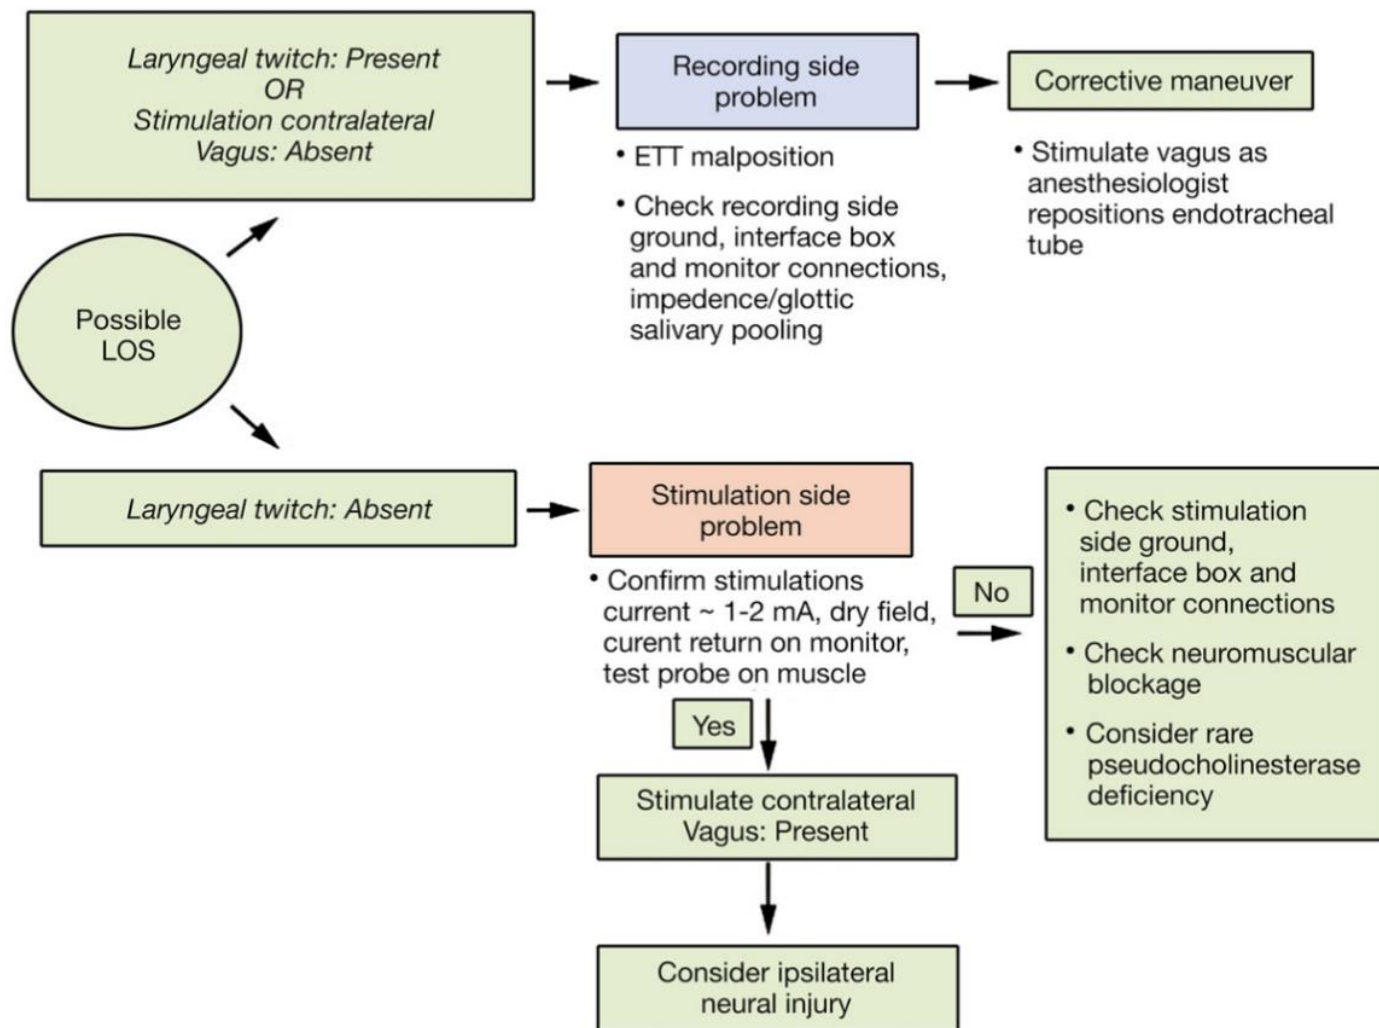 Laryngeal twitch: Present
OR
Stimulation contralateral
Vagus: Absent
Recording side
problem
• ETT malposition
• Check recording side
ground, interface box
and monitor connections,
impedence/glottic
salivary pooling
Corrective maneuver
• Stimulate vagus as
anesthesiologist
repositions endotracheal
tube
Possible
LOS
Laryngeal twitch: Absent
Stimulation side
problem
• Confirm stimulations
current ~ 1-2 mA, dry field,
curent return on monitor,
test probe on muscle
No
• Check stimulation
side ground,
interface box and
monitor connections
• Check neuromuscular
blockage
• Consider rare
pseudocholinesterase
deficiency
Yes
Stimulate contralateral
Vagus: Present
Consider ipsilateral
neural injury